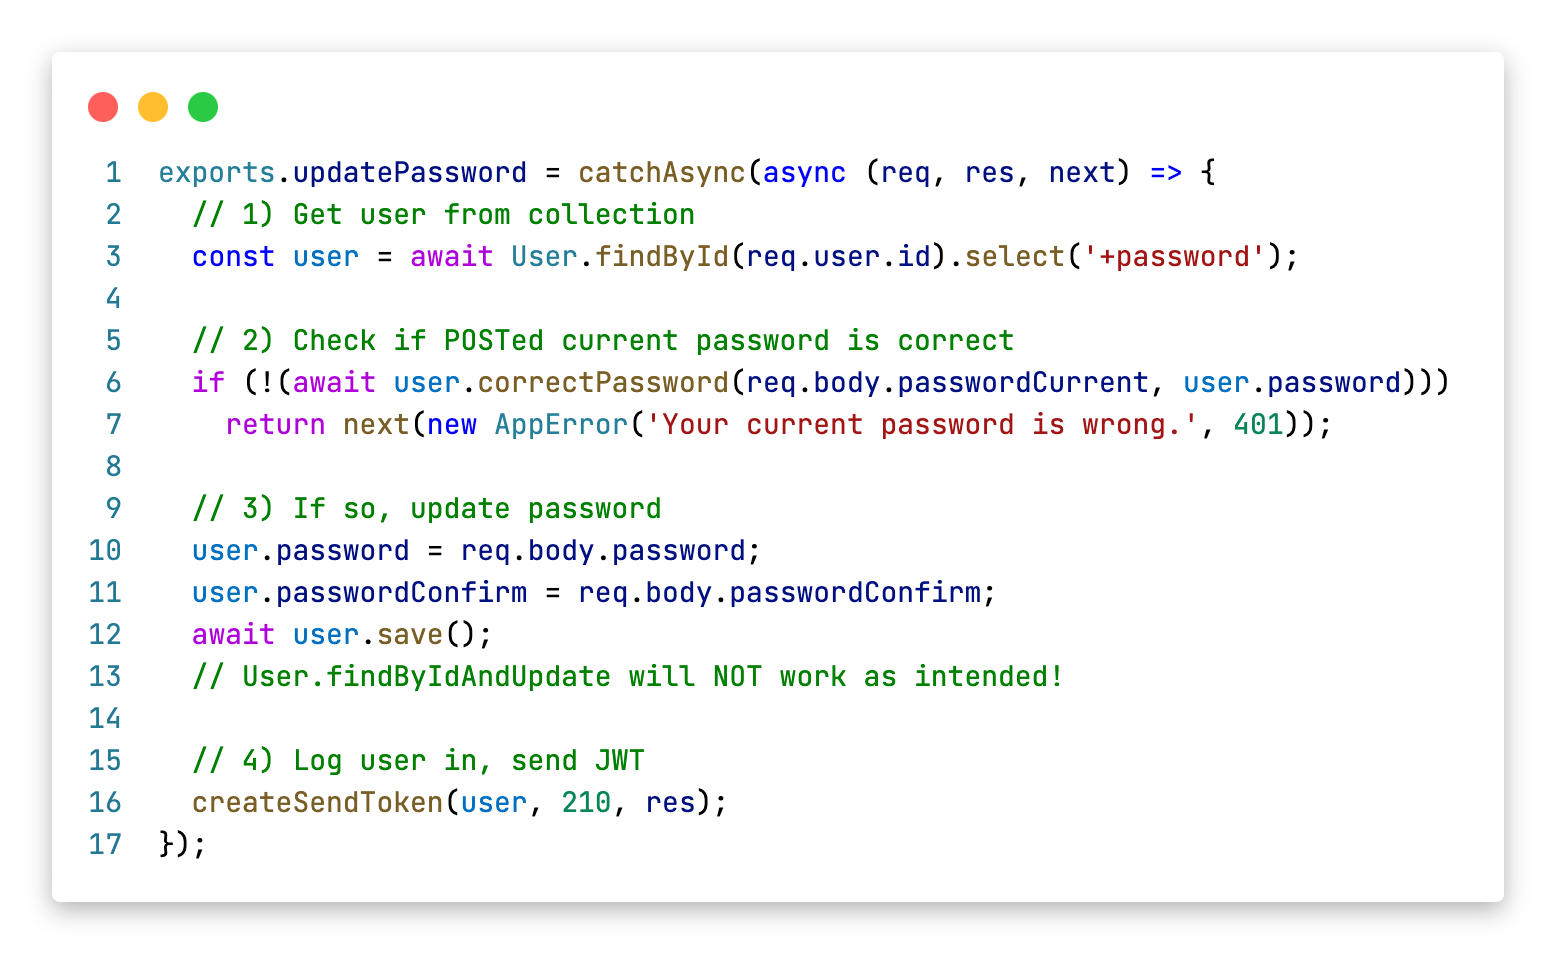 1 exports.updatePassword = catchAsync(async (req, res, next) => {
2   // 1) Get user from collection
3   const user = await User.findById(req.user.id).select('+password');
4
5   // 2) Check if POSTed current password is correct
6   if (!(await user.correctPassword(req.body.passwordCurrent, user.password)))
7     return next(new AppError('Your current password is wrong.', 401));
8
9   // 3) If so, update password
10   user.password = req.body.password;
11   user.passwordConfirm = req.body.passwordConfirm;
12   await user.save();
13   // User.findByIdAndUpdate will NOT work as intended!
14
15   // 4) Log user in, send JWT
16   createSendToken(user, 210, res);
17 });